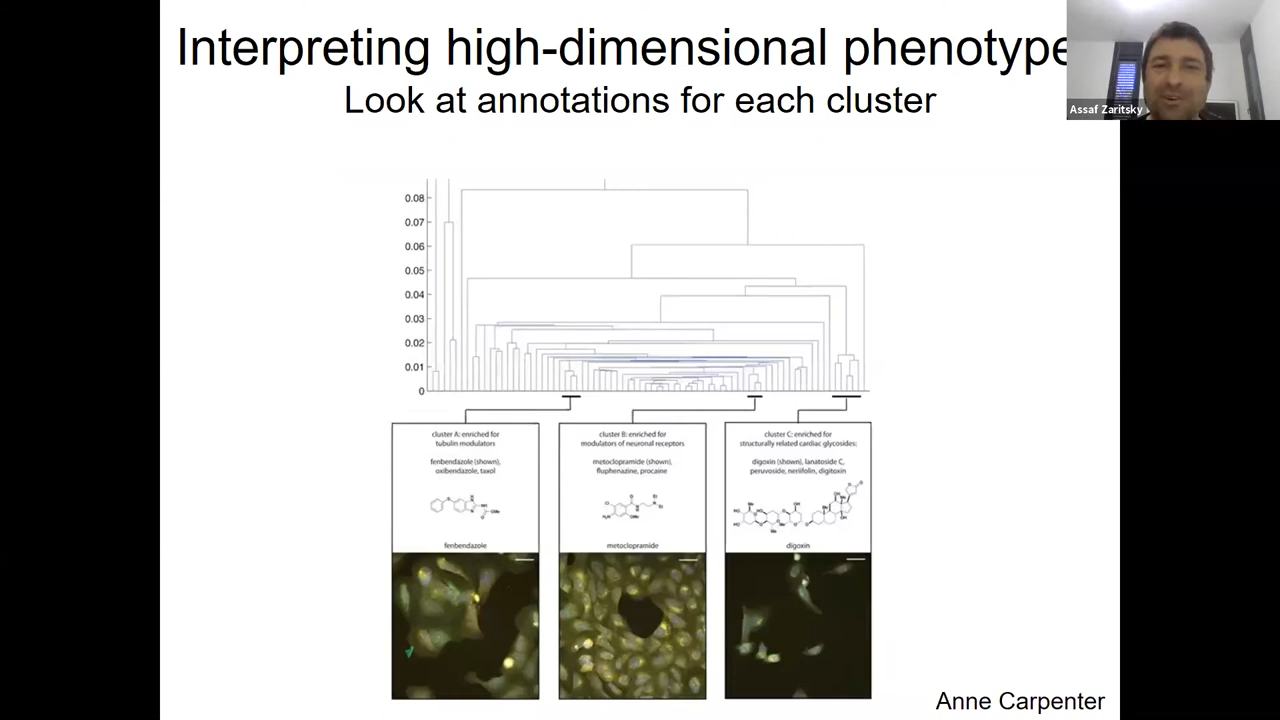 Interpreting high-dimensional phenotype
Look at annotations for each cluster
Assaf Zaritsky
0.08
0.07
0.06
0.05
0.04
0.03
0.02
0.01
0
cluster A: enriched for
tubulin modulators
fenbendazole (shown),
oxibendazole, taxol
fenbendazole
cluster B: enriched for
modulators of neuronal receptors
metoclopramide (shown),
fluphenazine, procaine
metoclopramide
cluster C: enriched for
structurally related cardiac glycosides:
digoxin (shown), lanatoside C,
peruvoside, neriifolin, digitoxin
digoxin
Anne Carpenter